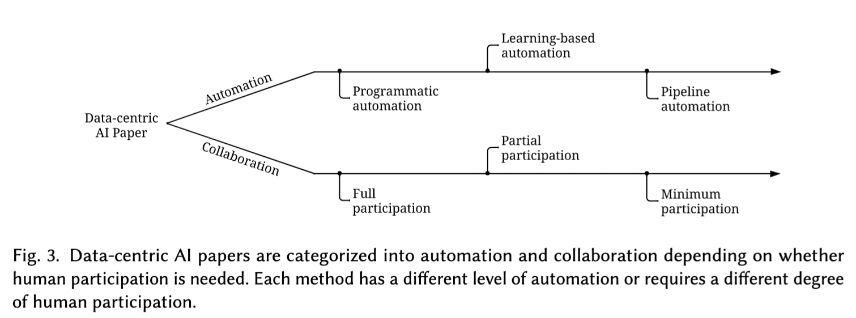 Learning-based
automation
Automation
Programmatic
automation
Pipeline
automation
Data-centric
AI Paper
Collaboration
Partial
participation
Full
participation
Minimum
participation
Fig. 3. Data-centric AI papers are categorized into automation and collaboration depending on whether
human participation is needed. Each method has a different level of automation or requires a different degree
of human participation.